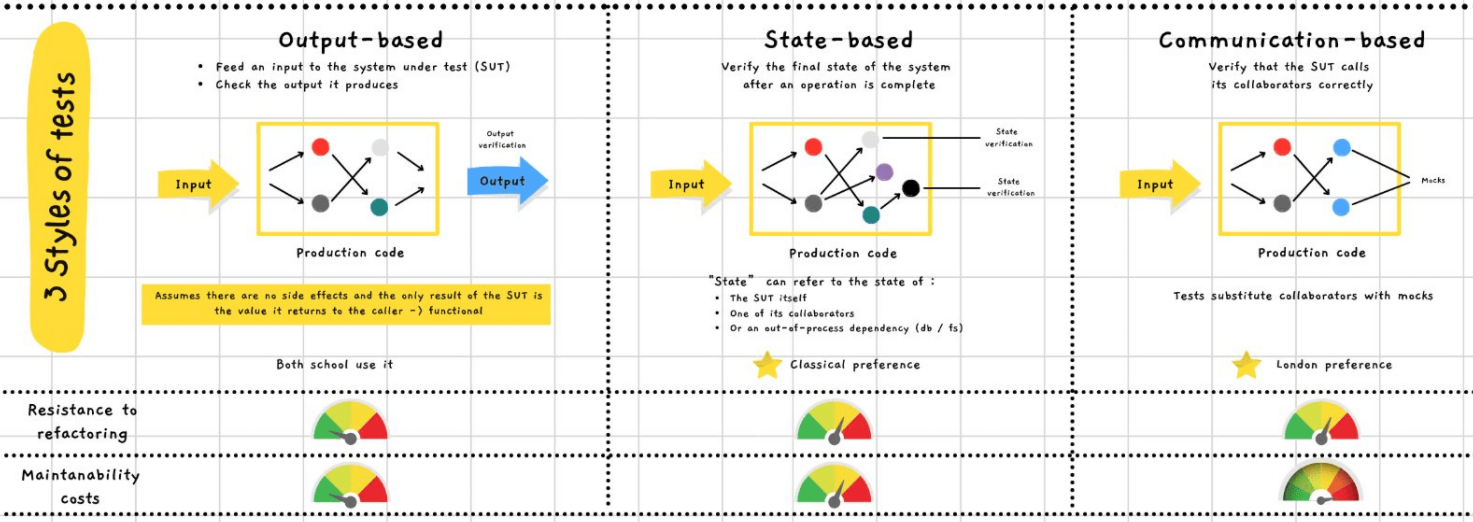 3 Styles of tests
Output-based
• Feed an input to the system under test (SUT)
• Check the output it produces
Input
Output
verification
Output
Production code
Assumes there are no side effects and the only result of the SUT is
the value it returns to the caller -) functional
Both school use it
State-based
Verify the final state of the system
after an operation is complete
Input
State
verification
State
verification
Production code
"State" can refer to the state of :
• The SUT itself
• One of its collaborators
• Or an out-of-process dependency (db / fs)
Classical preference
Communication-based
Verify that the SUT calls
its collaborators correctly
Input
Mocks
Production code
Tests substitute collaborators with mocks
London preference
Resistance to
refactoring
Maintanability
costs